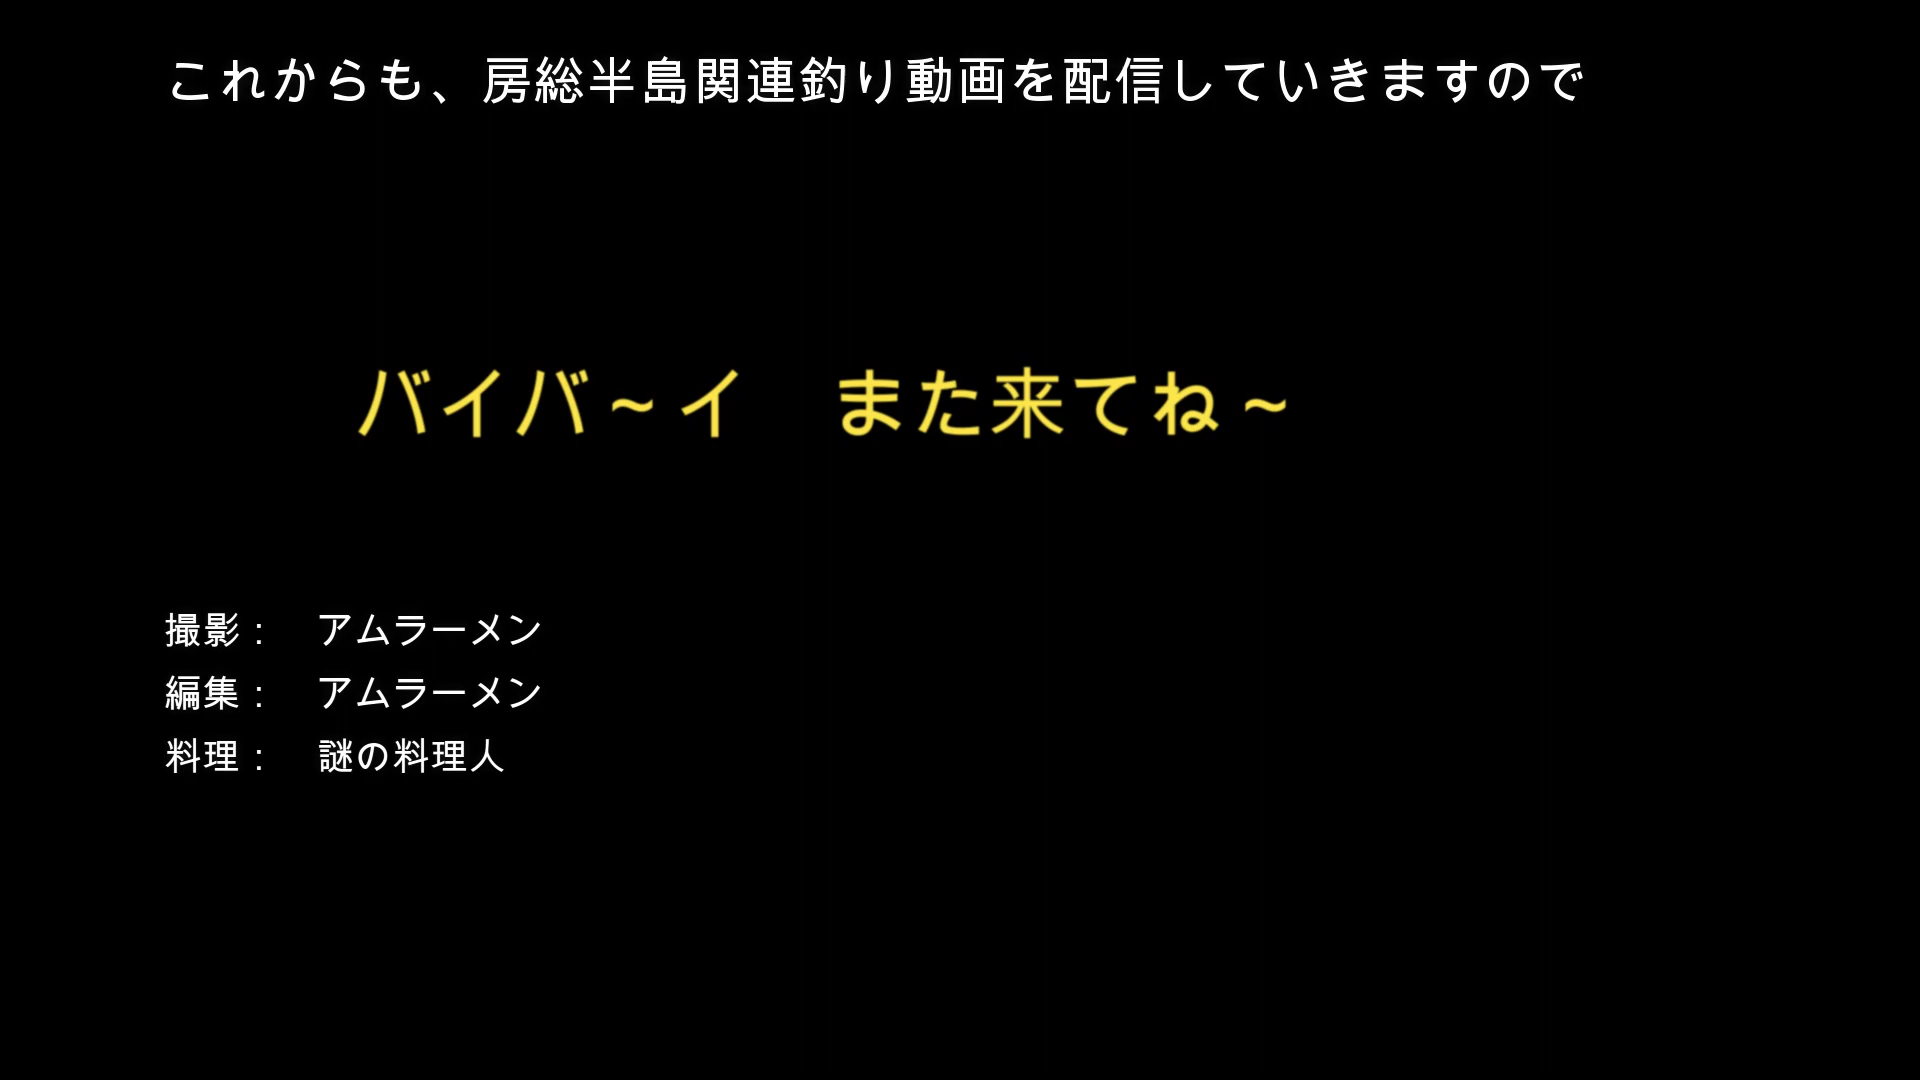 これからも、房総半島関連釣り動画を配信していきますので
バイバ～イ　また来てね～
撮影：　アムラーメン
編集：　アムラーメン
料理：　謎の料理人